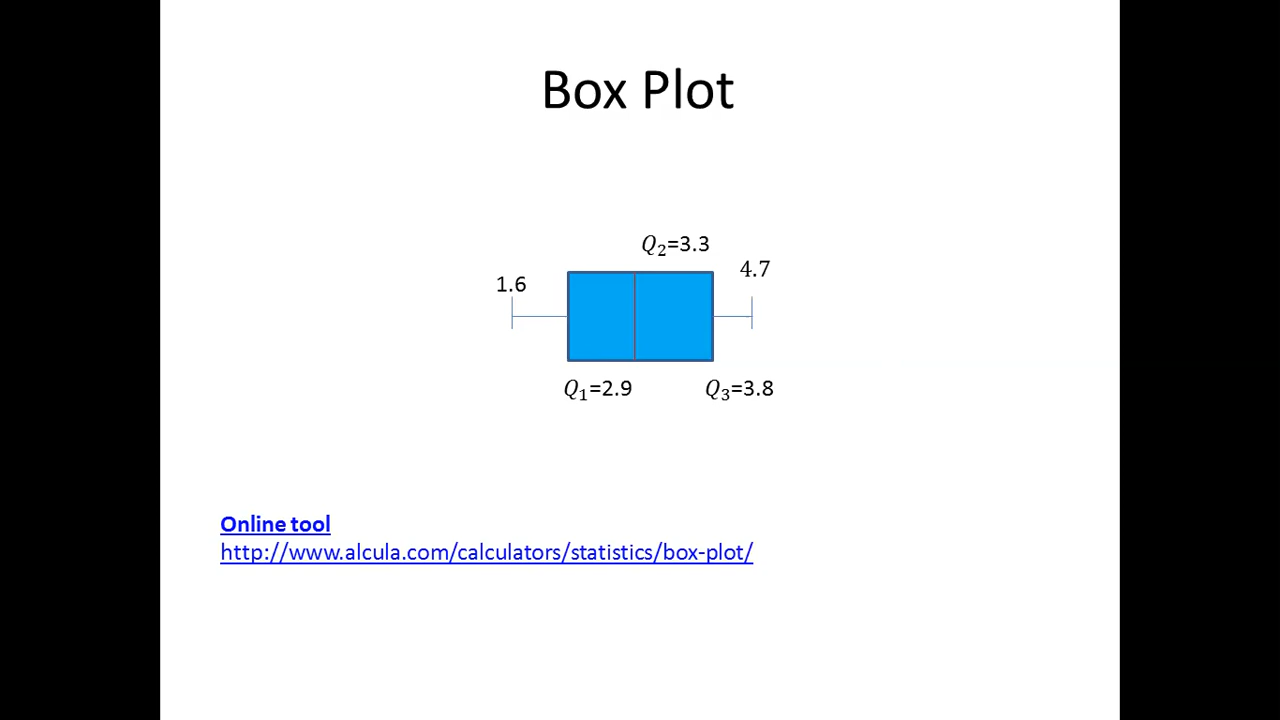 Box Plot
Q₂=3.3
4.7
1.6
Q₁=2.9
Q₃=3.8
Online tool
http://www.alcula.com/calculators/statistics/box-plot/